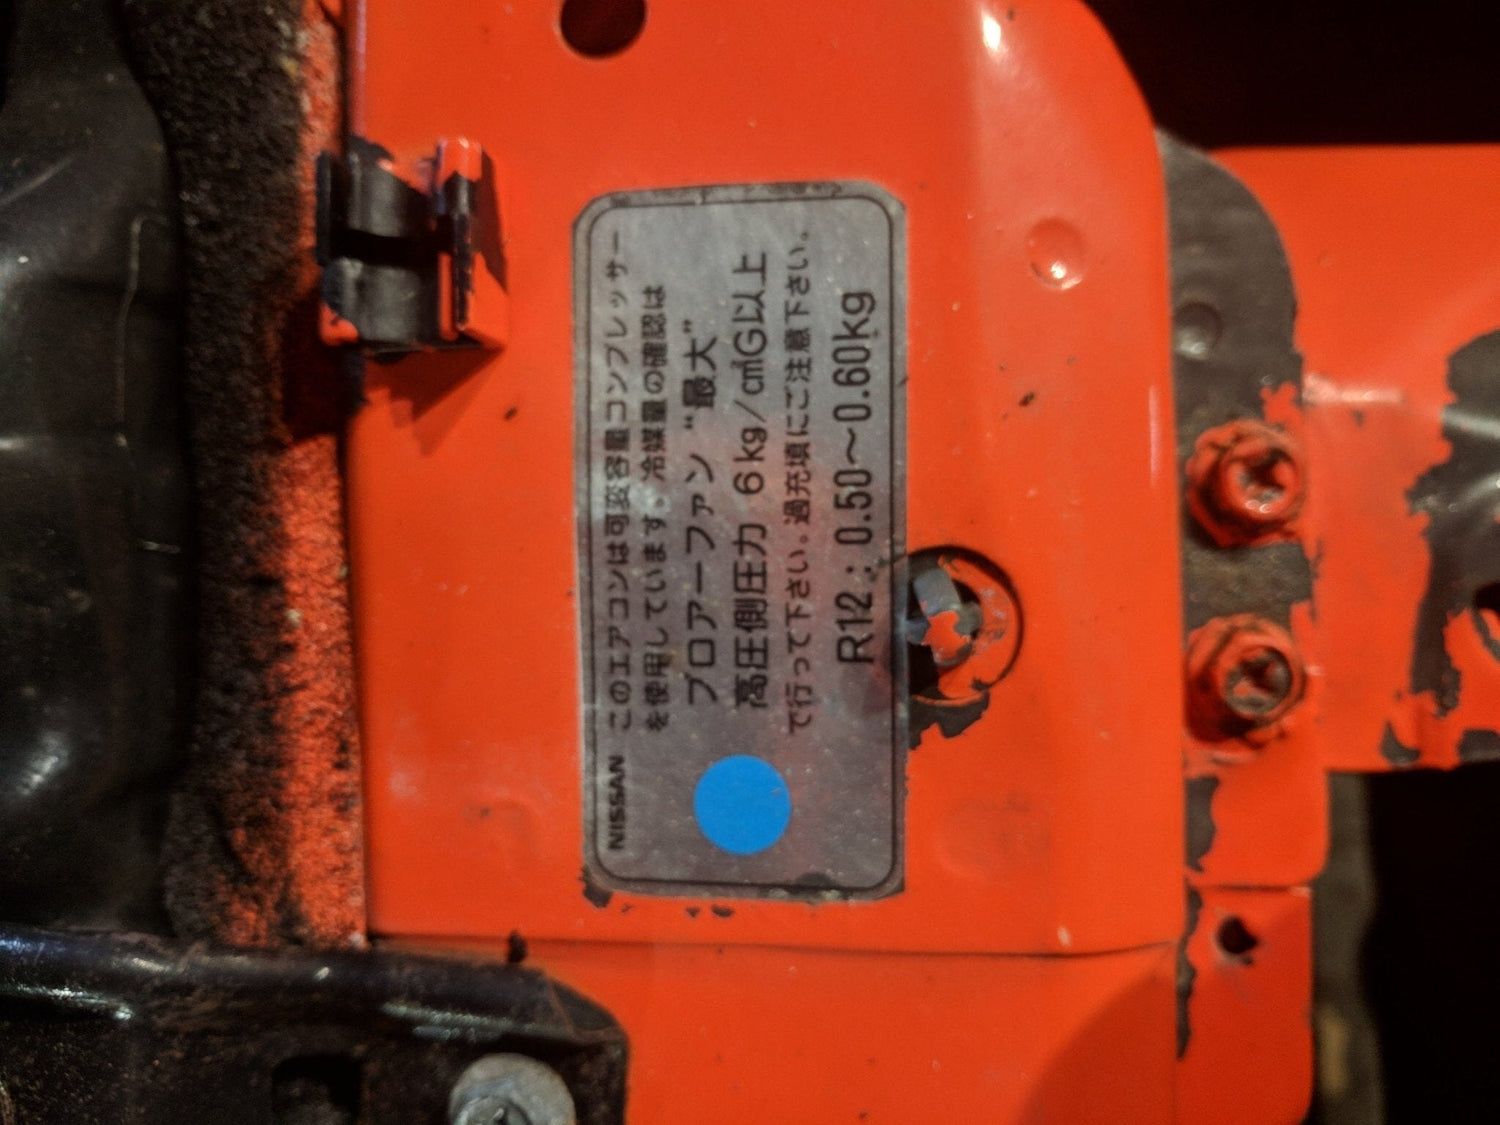 NISSAN このエアコンは可変容量コンプレッサー
を使用しています。冷媒量の確認は
ブロアーファン“最大”
高圧側圧力 6kg/c㎡G以上
で行って下さい。過充填にご注意下さい。
R12:0.50〜0.60kg